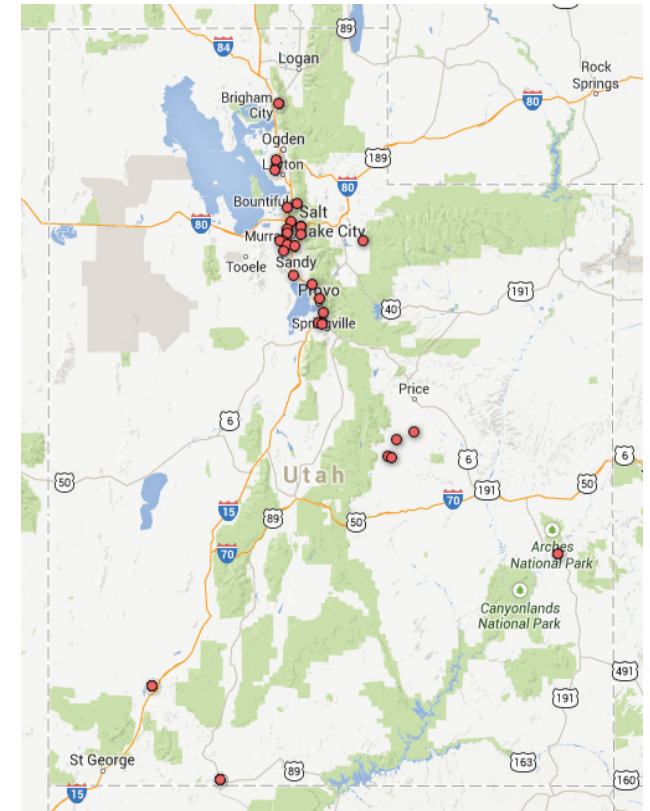 89
84
Logan
Rock
Springs
80
Brigham
City
Ogden
189
Layton
80
Bountiful
Salt
Lake City
80
Murray
Sandy
Tooele
191
Provo
40
Springville
Price
6
6
6
50
Utah
191
50
70
15
89
50
70
Arches
National Park
Canyonlands
National Park
491
191
St George
163
89
160
15